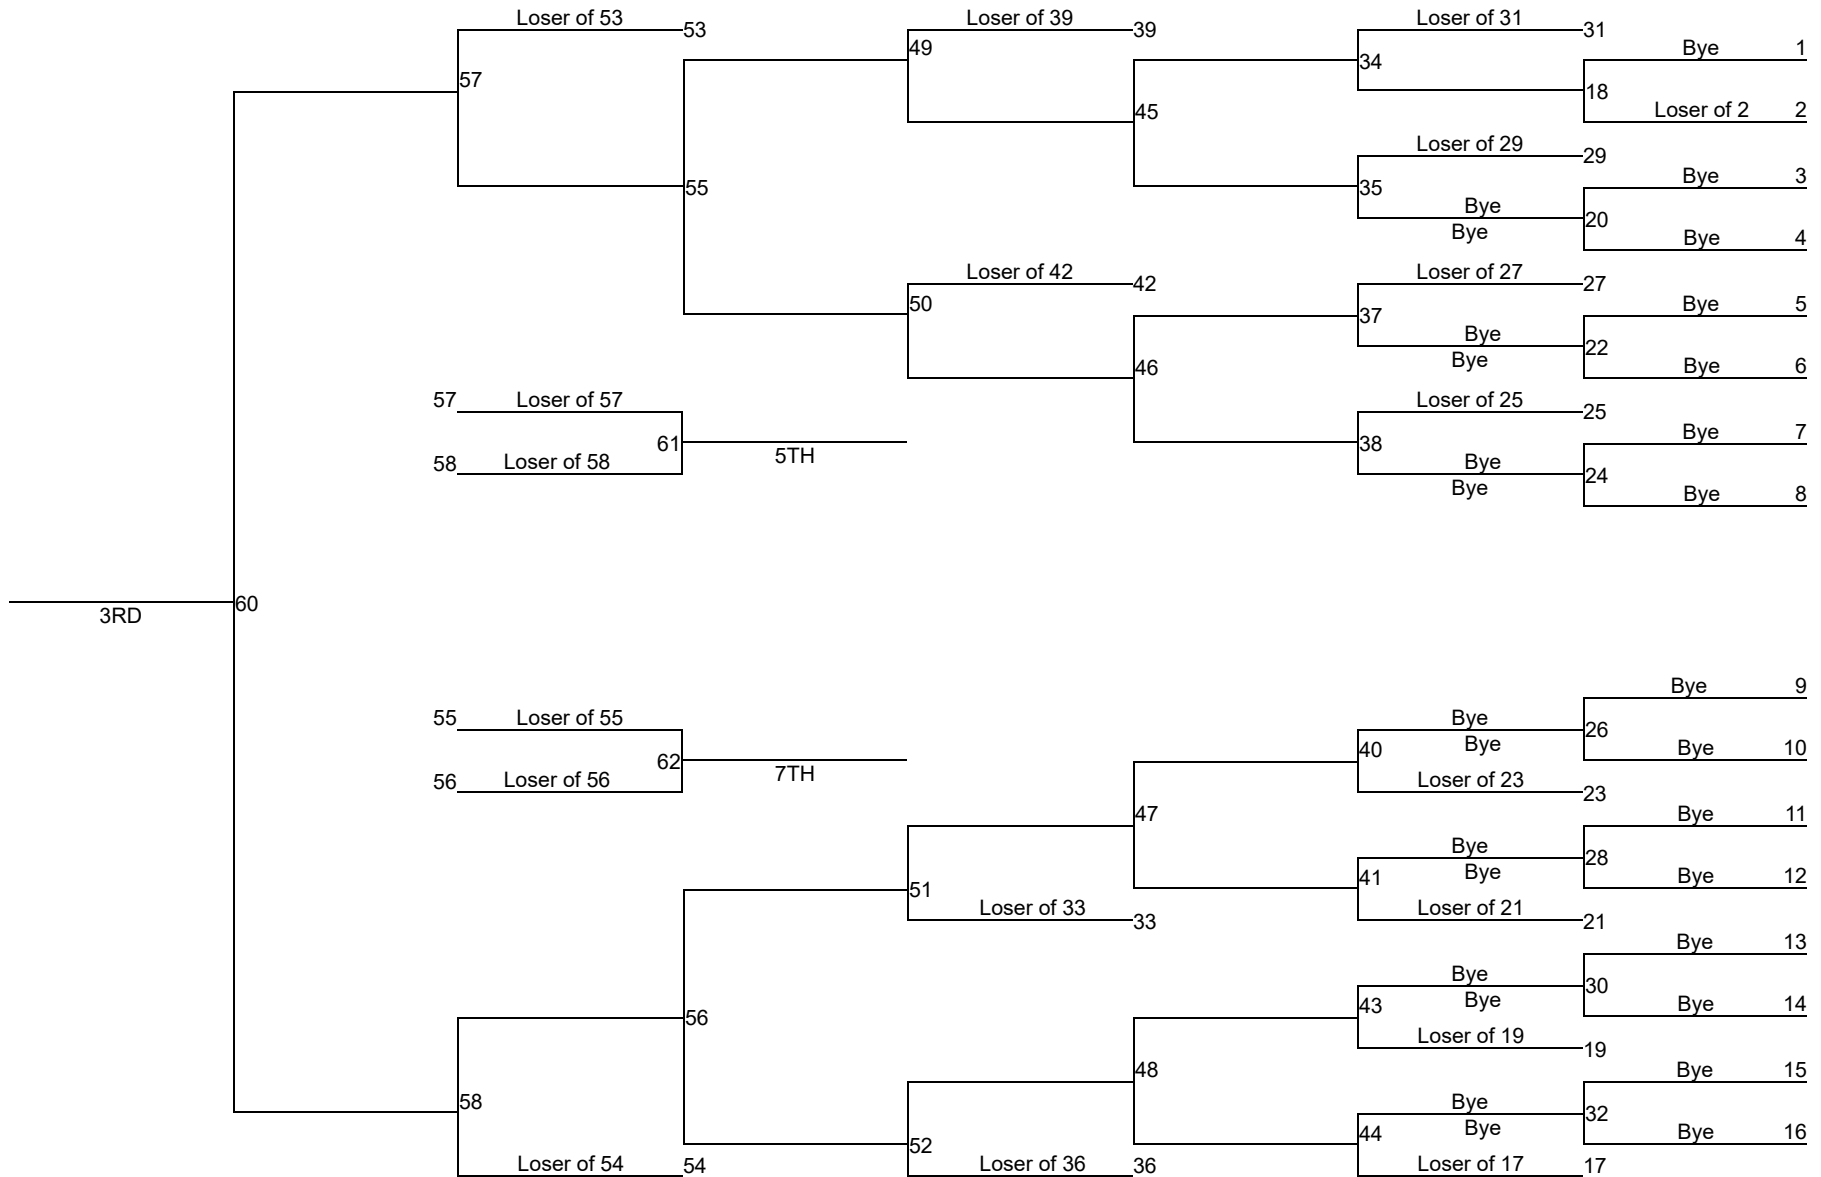 Loser of 53 53 Loser of 39 39 Loser of 31 31
57 49 34 Bye 1
18
45 Loser of 2 2
Loser of 29 29
55 35 Bye 3
Bye 20
Bye Bye 4
Loser of 42 42 Loser of 27 27
50 37 Bye 5
Bye 22
Bye
46 Bye 6
57 Loser of 57 Loser of 25 25
61 5TH 38 Bye 7
58 Loser of 58 Bye 24
Bye Bye 8
60
3RD
Bye 9
55 Loser of 55 Bye 26
62 7TH 40 Bye Bye 10
56 Loser of 56 Loser of 23 23
47 Bye 11
Bye 28
51 41 Bye Bye 12
Loser of 33 33 Loser of 21 21
Bye 13
Bye 30
56 43 Bye Bye 14
Loser of 19 19
48 Bye 15
58 Bye 32
52 44 Bye Bye 16
Loser of 54 54 Loser of 36 36 Loser of 17 17